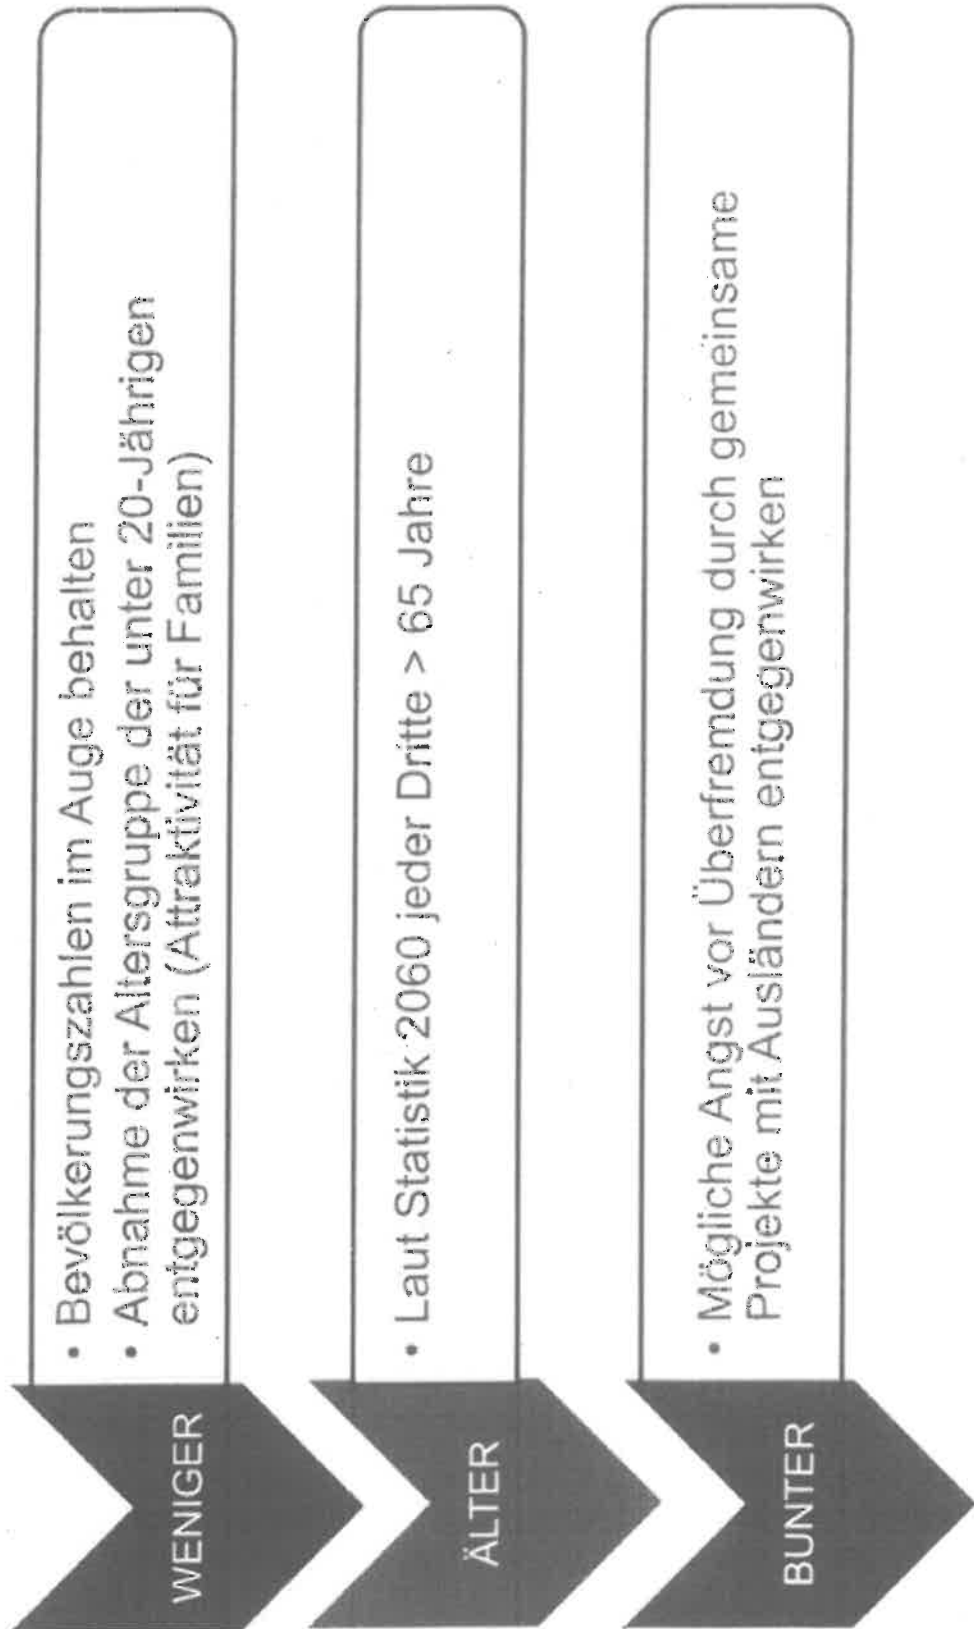 WENIGER
• Bevölkerungszahlen im Auge behalten
• Abnahme der Altersgruppe der unter 20-Jährigen
entgegenwirken (Attraktivität für Familien)
ÄLTER
• Laut Statistik 2060 jeder Dritte > 65 Jahre
BUNTER
• Mögliche Angst vor Überfremdung durch gemeinsame
Projekte mit Ausländern entgegenwirken